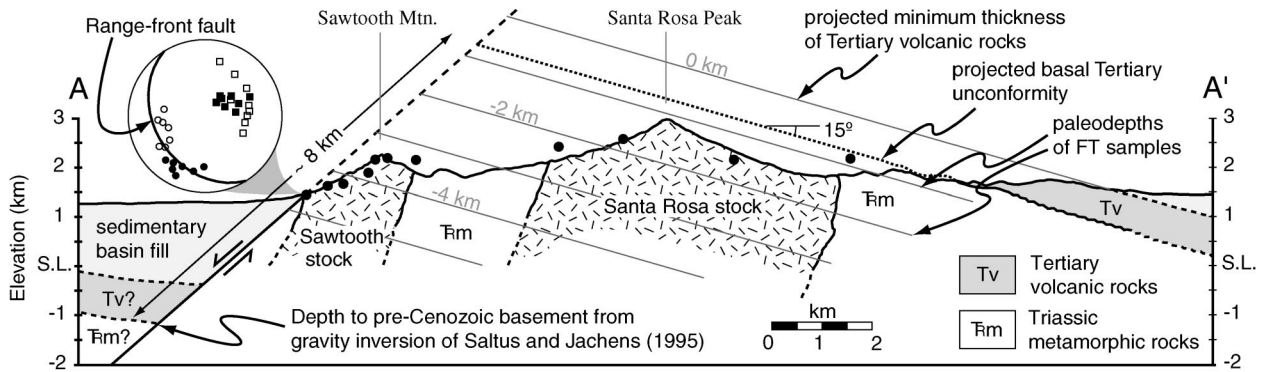 Range-front fault
Sawtooth Mtn.
Santa Rosa Peak
projected minimum thickness
of Tertiary volcanic rocks
0 km
projected basal Tertiary
unconformity
A
A'
8 km
-2 km
15º
paleodepths
of FT samples
3
2
1
S.L.
-1
-2
Elevation (km)
3
2
1
S.L.
-1
-2
-4 km
sedimentary
basin fill
Sawtooth
stock
Ŧm
Santa Rosa stock
Ŧm
Tv
Tv?
Ŧm?
Depth to pre-Cenozoic basement from
gravity inversion of Saltus and Jachens (1995)
km
0 1 2
Tv
Tertiary
volcanic rocks
Ŧm
Triassic
metamorphic rocks